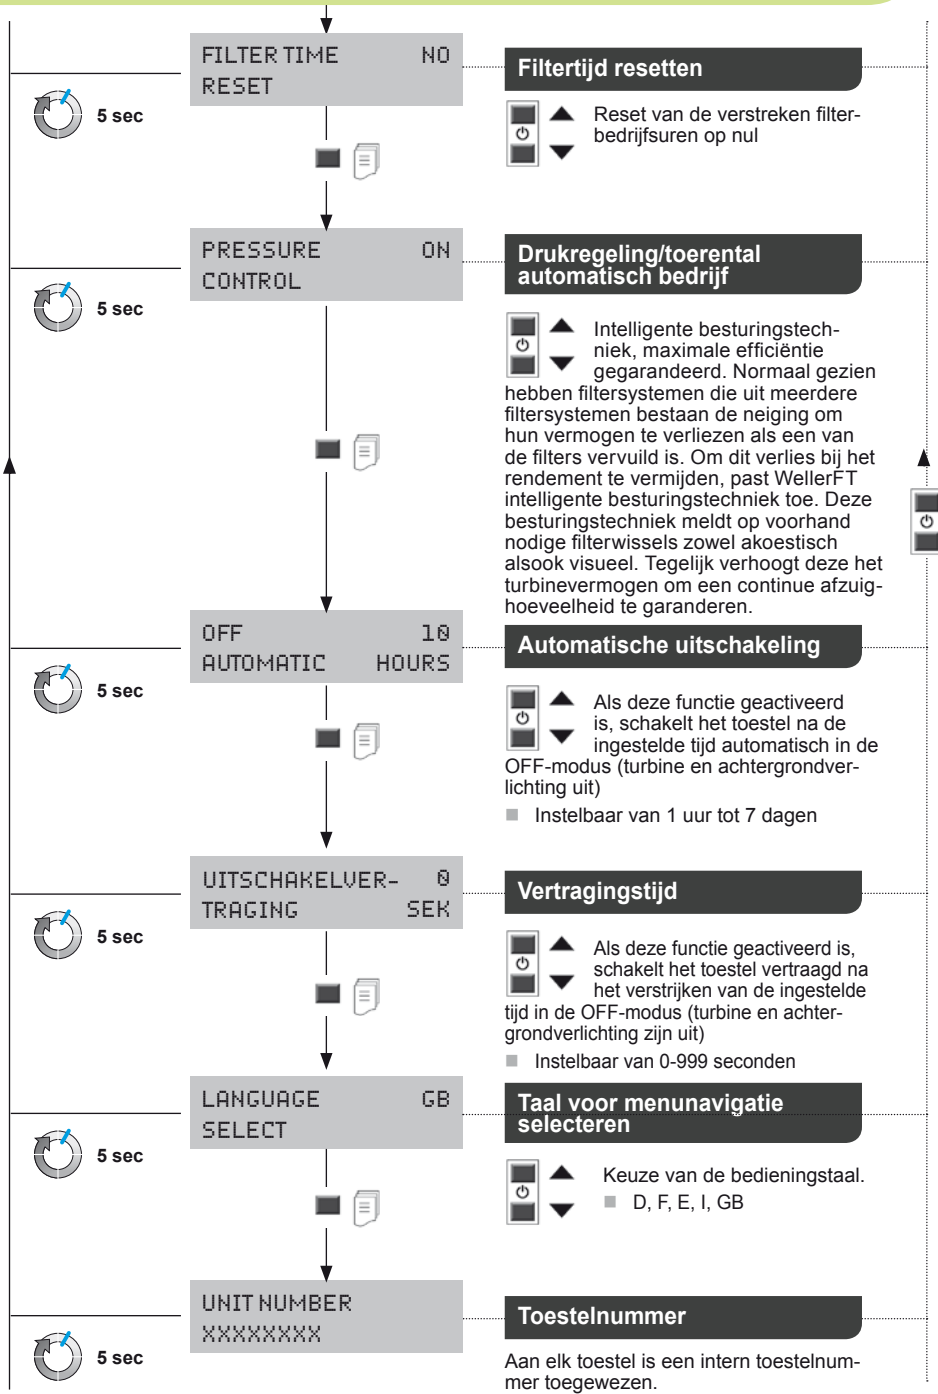 FILTER TIME NO
RESET
Filtertijd resetten
5 sec
Reset van de verstreken filter-
bedrijfsuren op nul
PRESSURE ON
CONTROL
Drukregeling/toerental
automatisch bedrijf
5 sec
Intelligente besturingstech-
niek, maximale efficiëntie
gegarandeerd. Normaal gezien
hebben filtersystemen die uit meerdere
filtersystemen bestaan de neiging om
hun vermogen te verliezen als een van
de filters vervuild is. Om dit verlies bij het
rendement te vermijden, past WellerFT
intelligente besturingstechniek toe. Deze
besturingstechniek meldt op voorhand
nodige filterwissels zowel akoestisch
alsook visueel. Tegelijk verhoogt deze het
turbinevermogen om een continue afzuig-
hoeveelheid te garanderen.
OFF 10
AUTOMATIC HOURS
Automatische uitschakeling
5 sec
Als deze functie geactiveerd
is, schakelt het toestel na de
ingestelde tijd automatisch in de
OFF-modus (turbine en achtergrondver-
lichting uit)
Instelbaar van 1 uur tot 7 dagen
UITSCHAKELVER- 0
TRAGING SEK
Vertragingstijd
5 sec
Als deze functie geactiveerd is,
schakelt het toestel vertraagd na
het verstrijken van de ingestelde
tijd in de OFF-modus (turbine en achter-
grondverlichting zijn uit)
Instelbaar van 0-999 seconden
LANGUAGE GB
SELECT
Taal voor menunavigatie
selecteren
5 sec
Keuze van de bedieningstaal.
D, F, E, I, GB
UNIT NUMBER
XXXXXXXX
Toestelnummer
5 sec
Aan elk toestel is een intern toestelnum-
mer toegewezen.